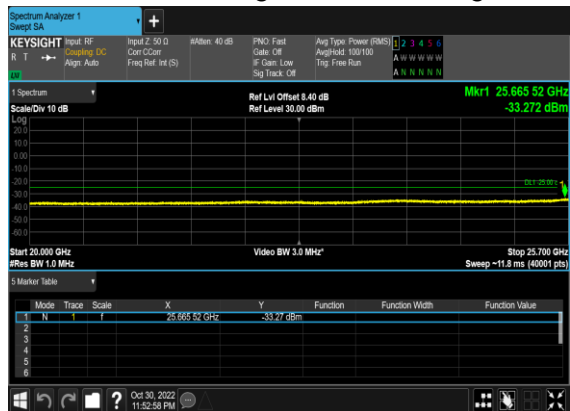 Spectrum Analyzer 1
Swept SA
KEYSIGHT Input: RF Input Z: 50 Ω #Atten: 40 dB PNO: Fast Avg Type: Power (RMS) 1 2 3 4 5 6
R T Coupling: DC Corr CCorr Gate: Off Avg|Hold: 100/100 A W W W W W
Align: Auto Freq Ref: Int (S) IF Gain: Low Trig: Free Run
LW Sig Track: Off A N N N N N
1 Spectrum Ref Lvl Offset 8.40 dB Mkr1 25.665 52 GHz
Scale/Div 10 dB Ref Level 30.00 dBm -33.272 dBm
Log
20.0
10.0
0.00
-10.0
-20.0 DL1 -25.00
-30.0
-40.0
-50.0
-60.0
Start 20.000 GHz Video BW 3.0 MHz* Stop 25.700 GHz
#Res BW 1.0 MHz Sweep ~11.8 ms (40001 pts)
5 Marker Table
Mode Trace Scale X Y Function Function Width Function Value
1 N 1 f 25.665 52 GHz -33.27 dBm
2
3
4
5
6
? Oct 30, 2022
11:52:58 PM